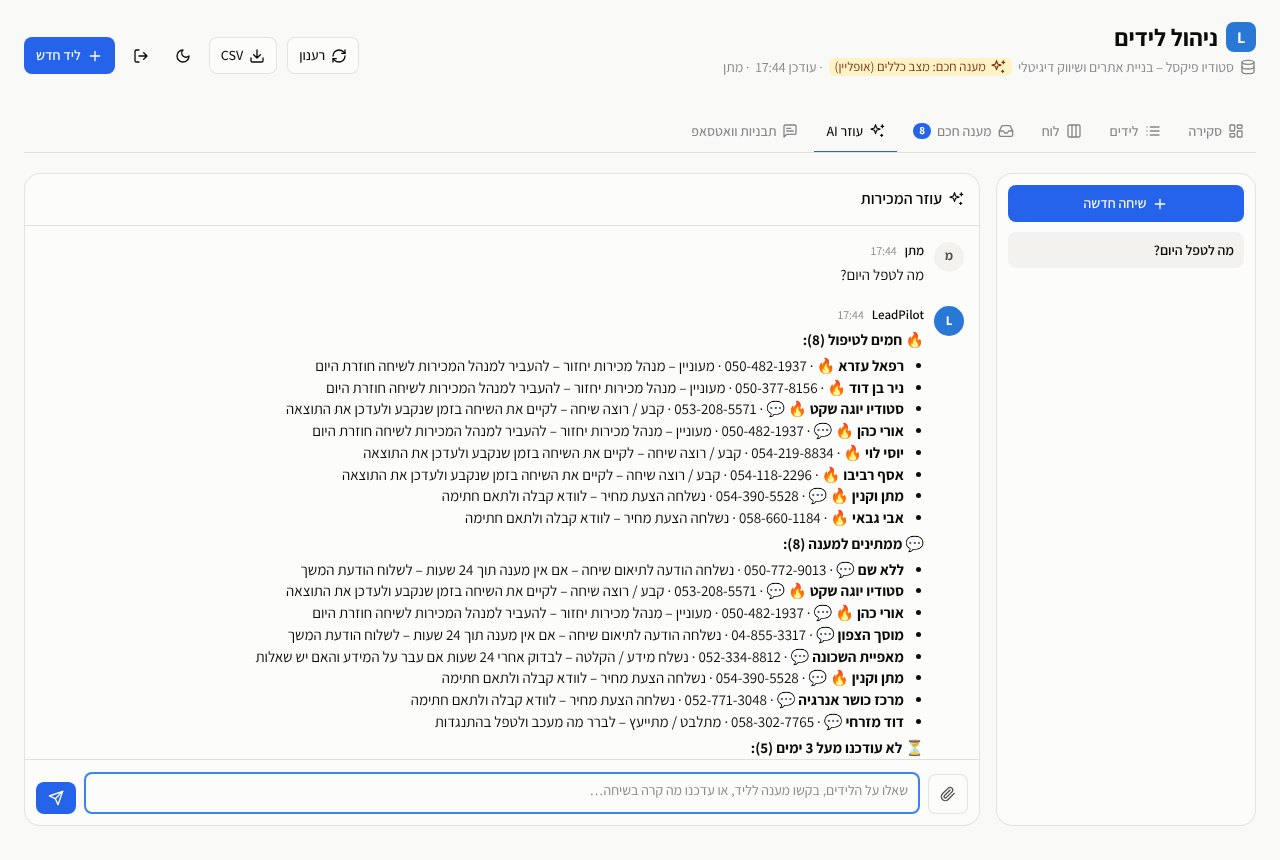 L ניהול לידים
סטודיו פיקסל – בניית אתרים ושיווק דיגיטלי מענה חכם: מצב כללים (אופליין) · עודכן 17:44 · מתן
רענון CSV ליד חדש
סקירה לידים לוח מענה חכם 8 עוזר AI תבניות וואטסאפ
שיחה חדשה
מה לטפל היום?
עוזר המכירות
מ מתן 17:44
מה לטפל היום?
L LeadPilot 17:44
🔥 חמים לטיפול (8):
• רפאל עזרא 🔥 · 050-482-1937 · מעוניין – מנהל מכירות יחזור – להעביר למנהל המכירות לשיחה חוזרת היום
• ניר בן דוד 🔥 · 050-377-8156 · מעוניין – מנהל מכירות יחזור – להעביר למנהל המכירות לשיחה חוזרת היום
• סטודיו יוגה שקט 🔥 💬 · 053-208-5571 · קבע / רוצה שיחה – לקיים את השיחה בזמן שנקבע ולעדכן את התוצאה
• אורי כהן 🔥 💬 · 050-482-1937 · מעוניין – מנהל מכירות יחזור – להעביר למנהל המכירות לשיחה חוזרת היום
• יוסי לוי 🔥 · 054-219-8834 · קבע / רוצה שיחה – לקיים את השיחה בזמן שנקבע ולעדכן את התוצאה
• אסף רביבו 🔥 · 054-118-2296 · קבע / רוצה שיחה – לקיים את השיחה בזמן שנקבע ולעדכן את התוצאה
• מתן וקנין 🔥 💬 · 054-390-5528 · נשלחה הצעת מחיר – לוודא קבלה ולתאם חתימה
• אבי גבאי 🔥 · 058-660-1184 · נשלחה הצעת מחיר – לוודא קבלה ולתאם חתימה
💬 ממתינים למענה (8):
• ללא שם 💬 · 050-772-9013 · נשלחה הודעה לתיאום שיחה – אם אין מענה תוך 24 שעות – לשלוח הודעת המשך
• סטודיו יוגה שקט 🔥 💬 · 053-208-5571 · קבע / רוצה שיחה – לקיים את השיחה בזמן שנקבע ולעדכן את התוצאה
• אורי כהן 🔥 💬 · 050-482-1937 · מעוניין – מנהל מכירות יחזור – להעביר למנהל המכירות לשיחה חוזרת היום
• מוסך הצפון 💬 · 04-855-3317 · נשלחה הודעה לתיאום שיחה – אם אין מענה תוך 24 שעות – לשלוח הודעת המשך
• מאפיית השכונה 💬 · 052-334-8812 · נשלח מידע / הקלטה – לבדוק אחרי 24 שעות אם עבר על המידע והאם יש שאלות
• מתן וקנין 🔥 💬 · 054-390-5528 · נשלחה הצעת מחיר – לוודא קבלה ולתאם חתימה
• מרכז כושר אנרגיה 💬 · 052-771-3048 · נשלחה הצעת מחיר – לוודא קבלה ולתאם חתימה
• דוד מזרחי 💬 · 058-302-7765 · מתלבט / מתייעץ – לברר מה מעכב ולטפל בהתנגדות
⏳ לא עודכנו מעל 3 ימים (5):
שאלו על הלידים, בקשו מענה לליד, או עדכנו מה קרה בשיחה…